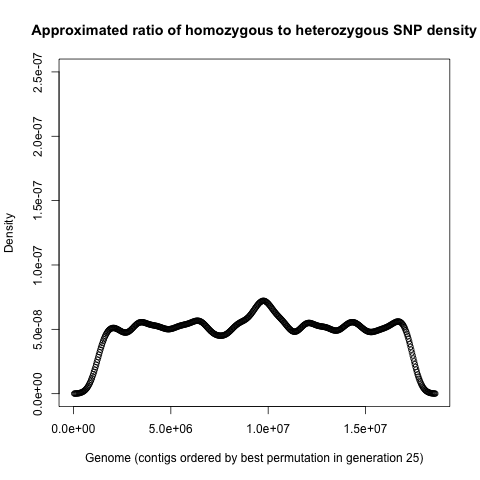 Approximated ratio of homozygous to heterozygous SNP density
2.5e-07
2.0e-07
1.5e-07
1.0e-07
5.0e-08
0.0e+00
Density
0.0e+00 5.0e+06 1.0e+07 1.5e+07
Genome (contigs ordered by best permutation in generation 25)